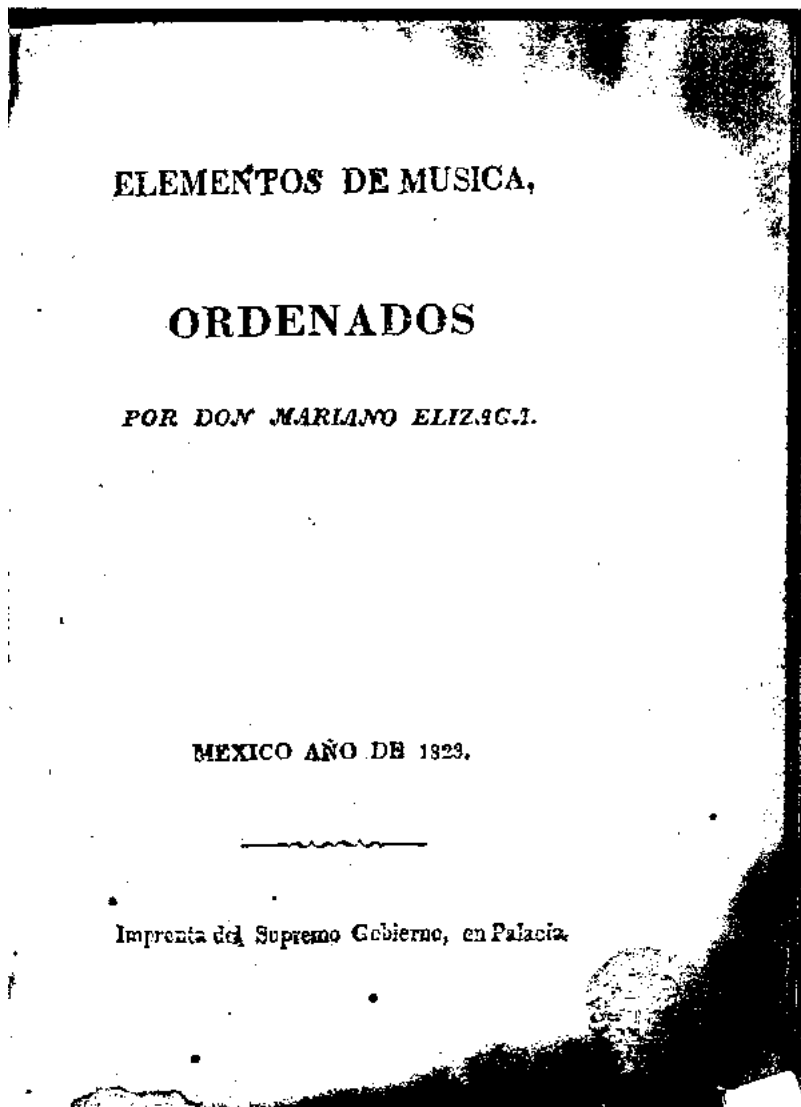 ELEMENTOS DE MUSICA,
ORDENADOS
POR DON MARIANO ELIZAGA.
MEXICO AÑO DE 1823.
Imprenta del Supremo Gobierno, en Palacio.